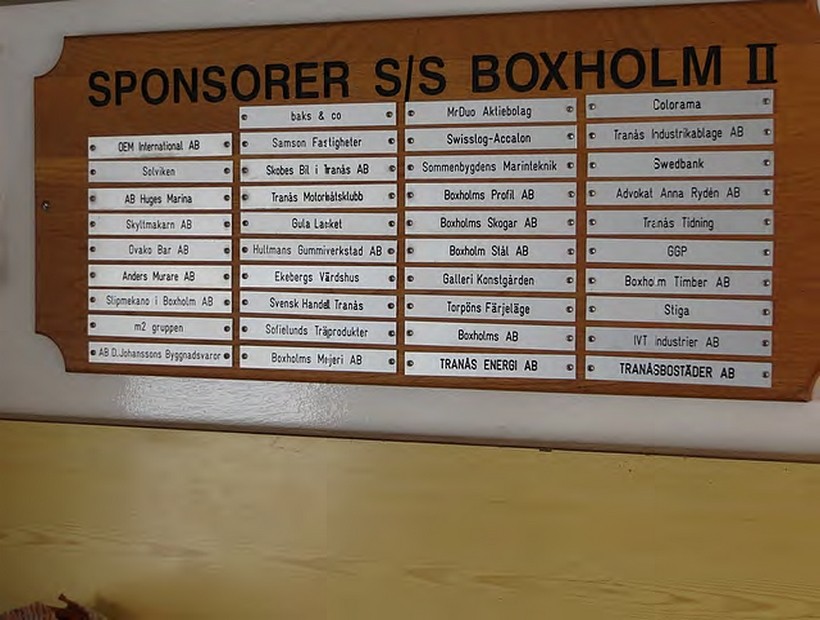 SPONSORER S/S BOXHOLM II
OEM International AB
Solviken
AB Huges Marina
Skyltmakarn AB
Ovako Bar AB
Anders Murare AB
Slipmekano i Boxholm AB
m2 gruppen
AB D.Johanssons Byggnadsvaror
baks & co
Samson Fastigheter
Skobes Bil i Tranås AB
Tranås Motorbåtsklubb
Gula Lacket
Hultmans Gummiverkstad AB
Ekebergs Värdshus
Svensk Handel Tranås
Sofielunds Träprodukter
Boxholms Mejeri AB
MrDuo Aktiebolag
Swisslog-Accalon
Sommenbygdens Marinteknik
Boxholms Profil AB
Boxholms Skogar AB
Boxholm Stål AB
Galleri Konstgården
Torpöns Färjeläge
Boxholms AB
TRANÅS ENERGI AB
Colorama
Tranås Industrikablage AB
Swedbank
Advokat Anna Rydén AB
Tranås Tidning
GGP
Boxholm Timber AB
Stiga
IVT industrier AB
TRANÅSBOSTÄDER AB